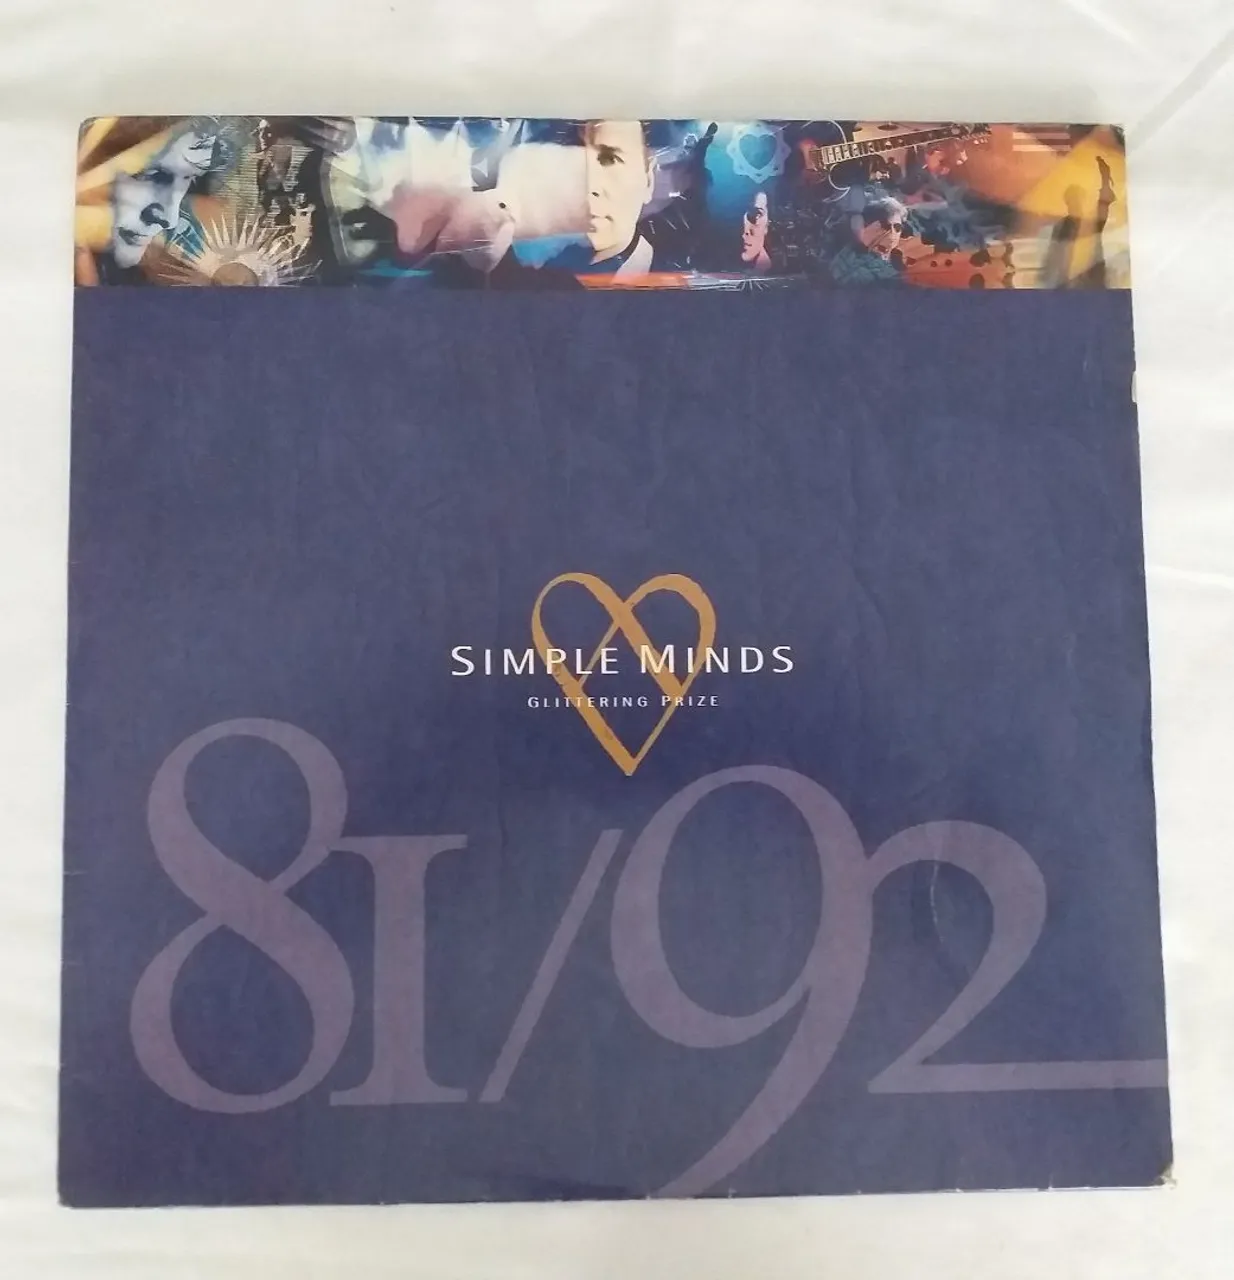 SIMPLE MINDS
GLITTERING PRIZE
81/92